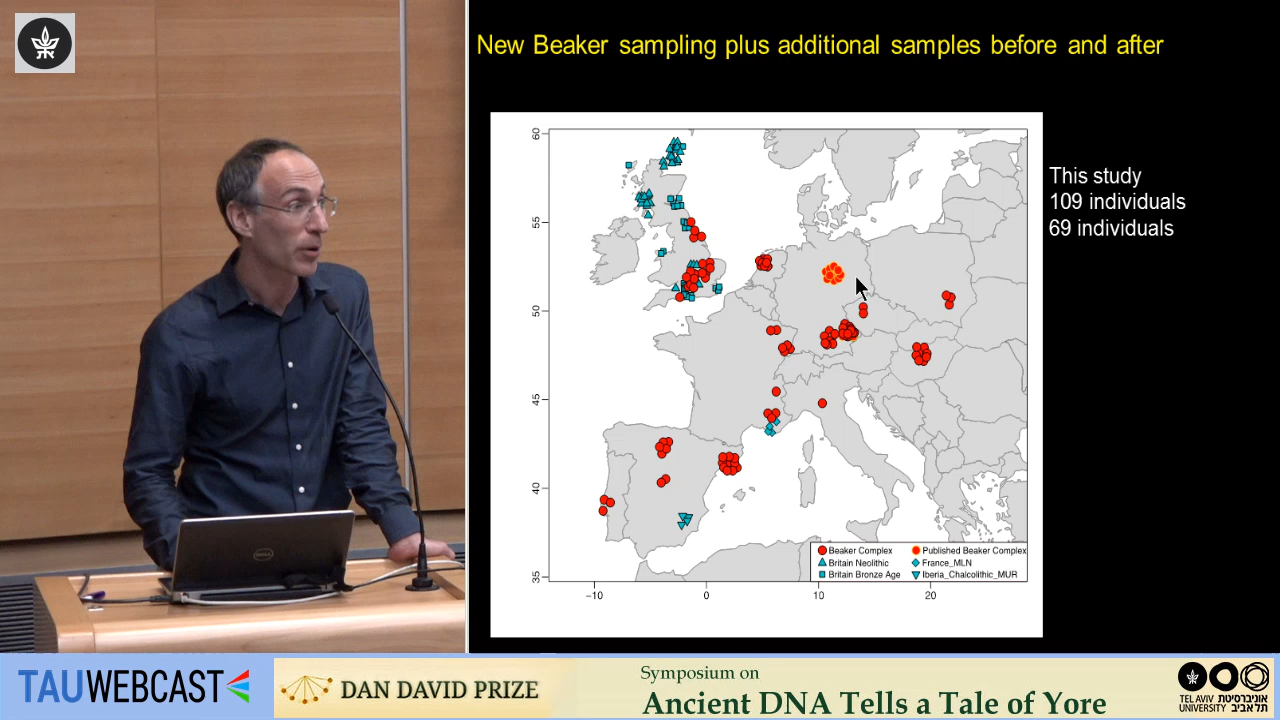 New Beaker sampling plus additional samples before and after
This study
109 individuals
69 individuals
60
55
50
45
40
35
−10
0
10
20
Beaker Complex
Published Beaker Complex
Britain Neolithic
France_MLN
Britain Bronze Age
Iberia_Chalcolithic_MUR
DELL
TAUWEBCAST
DAN DAVID PRIZE
Symposium on
Ancient DNA Tells a Tale of Yore
TEL AVIV אוניברסיטת
UNIVERSITY תל אביב